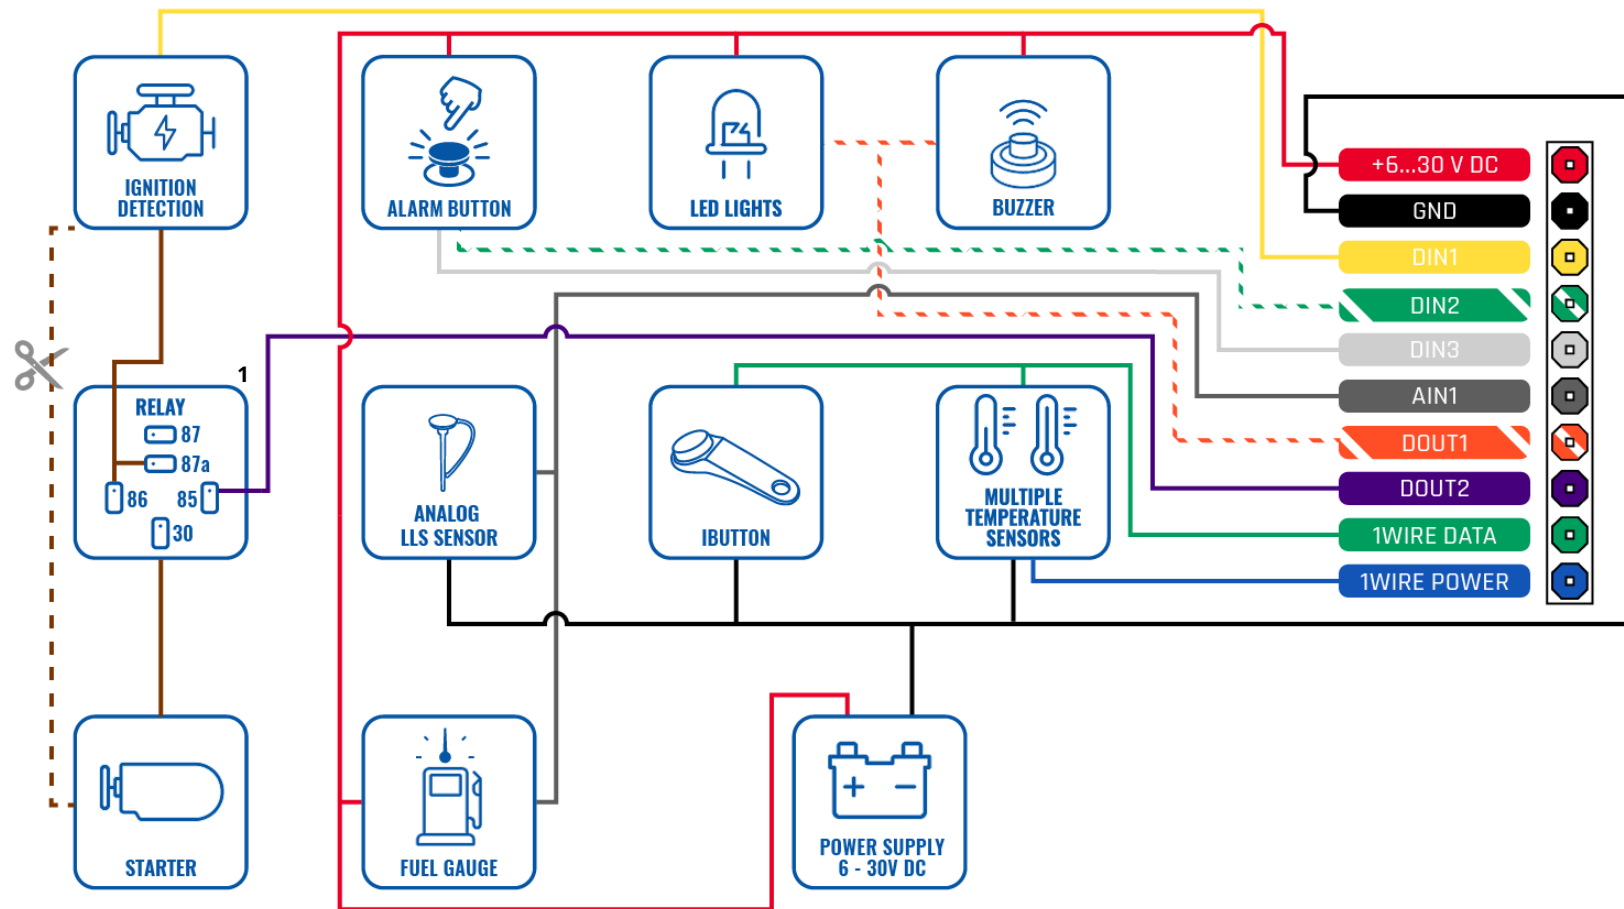 IGNITION
DETECTION
ALARM BUTTON
LED LIGHTS
BUZZER
+6...30 V DC
GND
DIN1
DIN2
DIN3
AIN1
DOUT1
DOUT2
1WIRE DATA
1WIRE POWER
1
RELAY
87
87a
86
85
30
ANALOG
LLS SENSOR
IBUTTON
MULTIPLE
TEMPERATURE
SENSORS
STARTER
FUEL GAUGE
POWER SUPPLY
6 - 30V DC